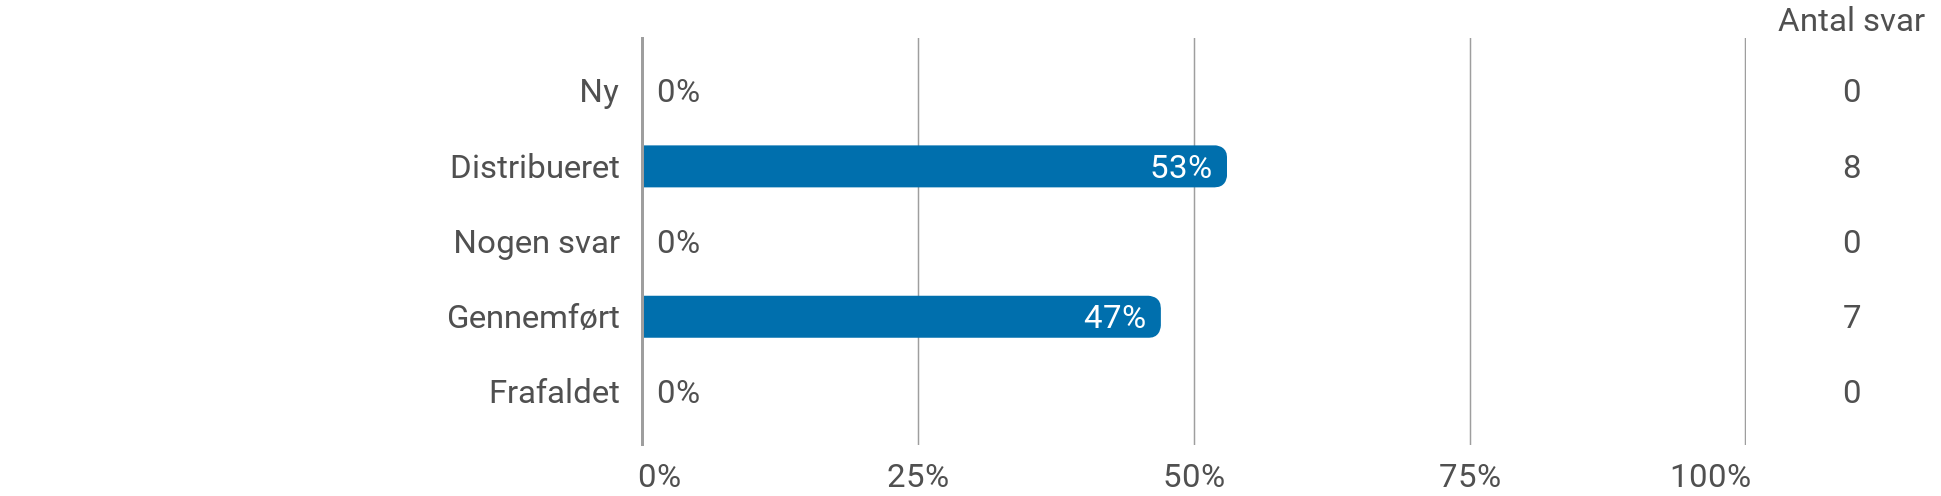 Antal svar
Ny 0% 0
Distribueret 53% 8
Nogen svar 0% 0
Gennemført 47% 7
Frafaldet 0% 0
0% 25% 50% 75% 100%